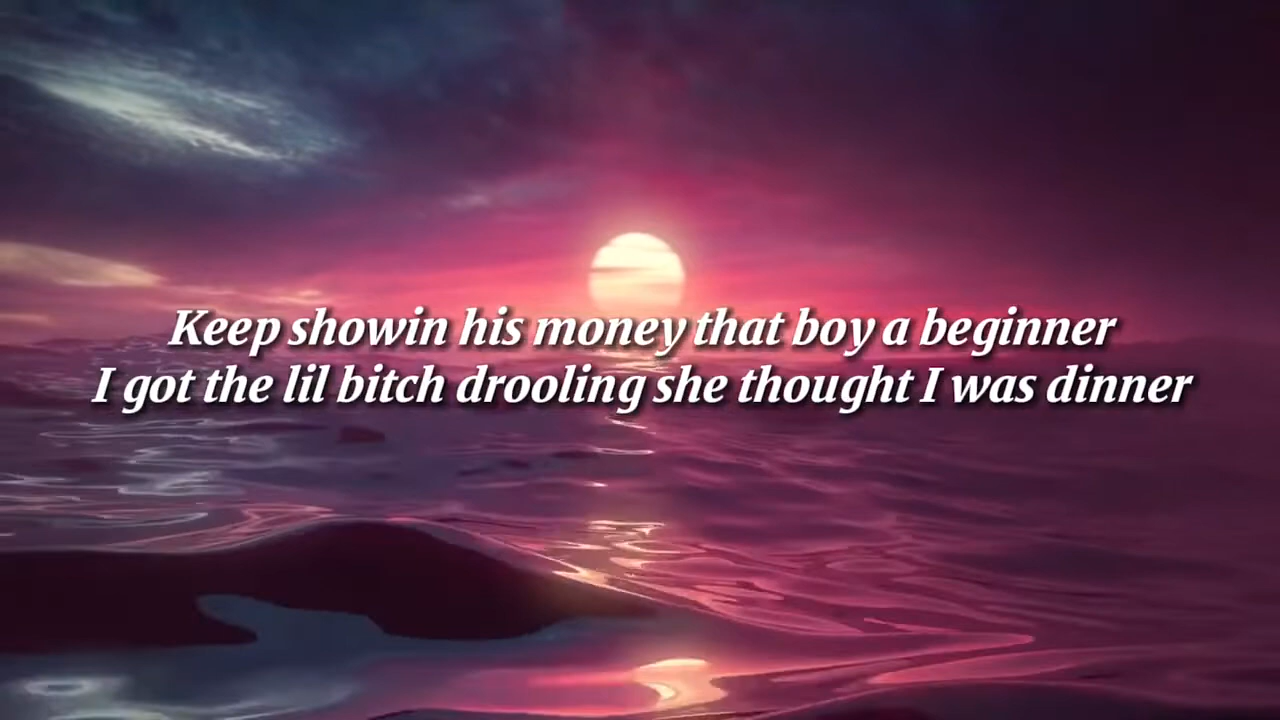 Keep showin his money that boy a beginner
I got the lil bitch drooling she thought I was dinner